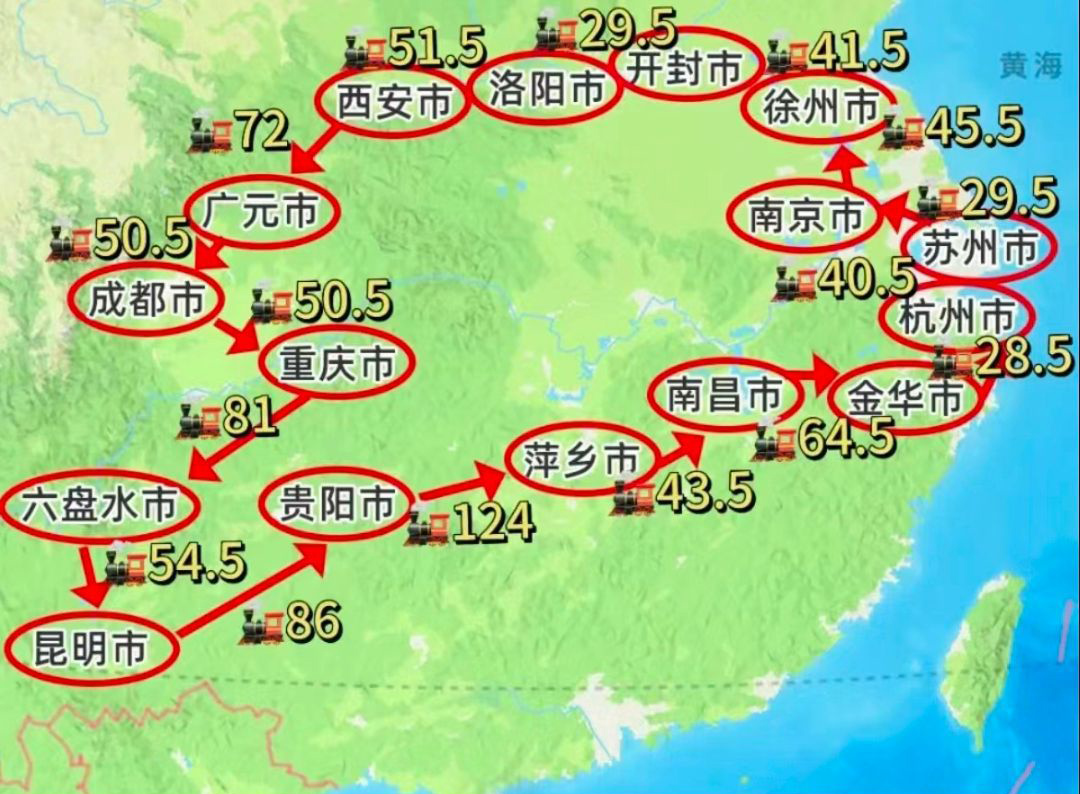 51.5
29.5
41.5
黄海
西安市
洛阳市
开封市
徐州市
72
45.5
广元市
南京市
29.5
苏州市
50.5
成都市
50.5
40.5
杭州市
重庆市
28.5
南昌市
金华市
81
64.5
萍乡市
43.5
六盘水市
贵阳市
124
54.5
86
昆明市